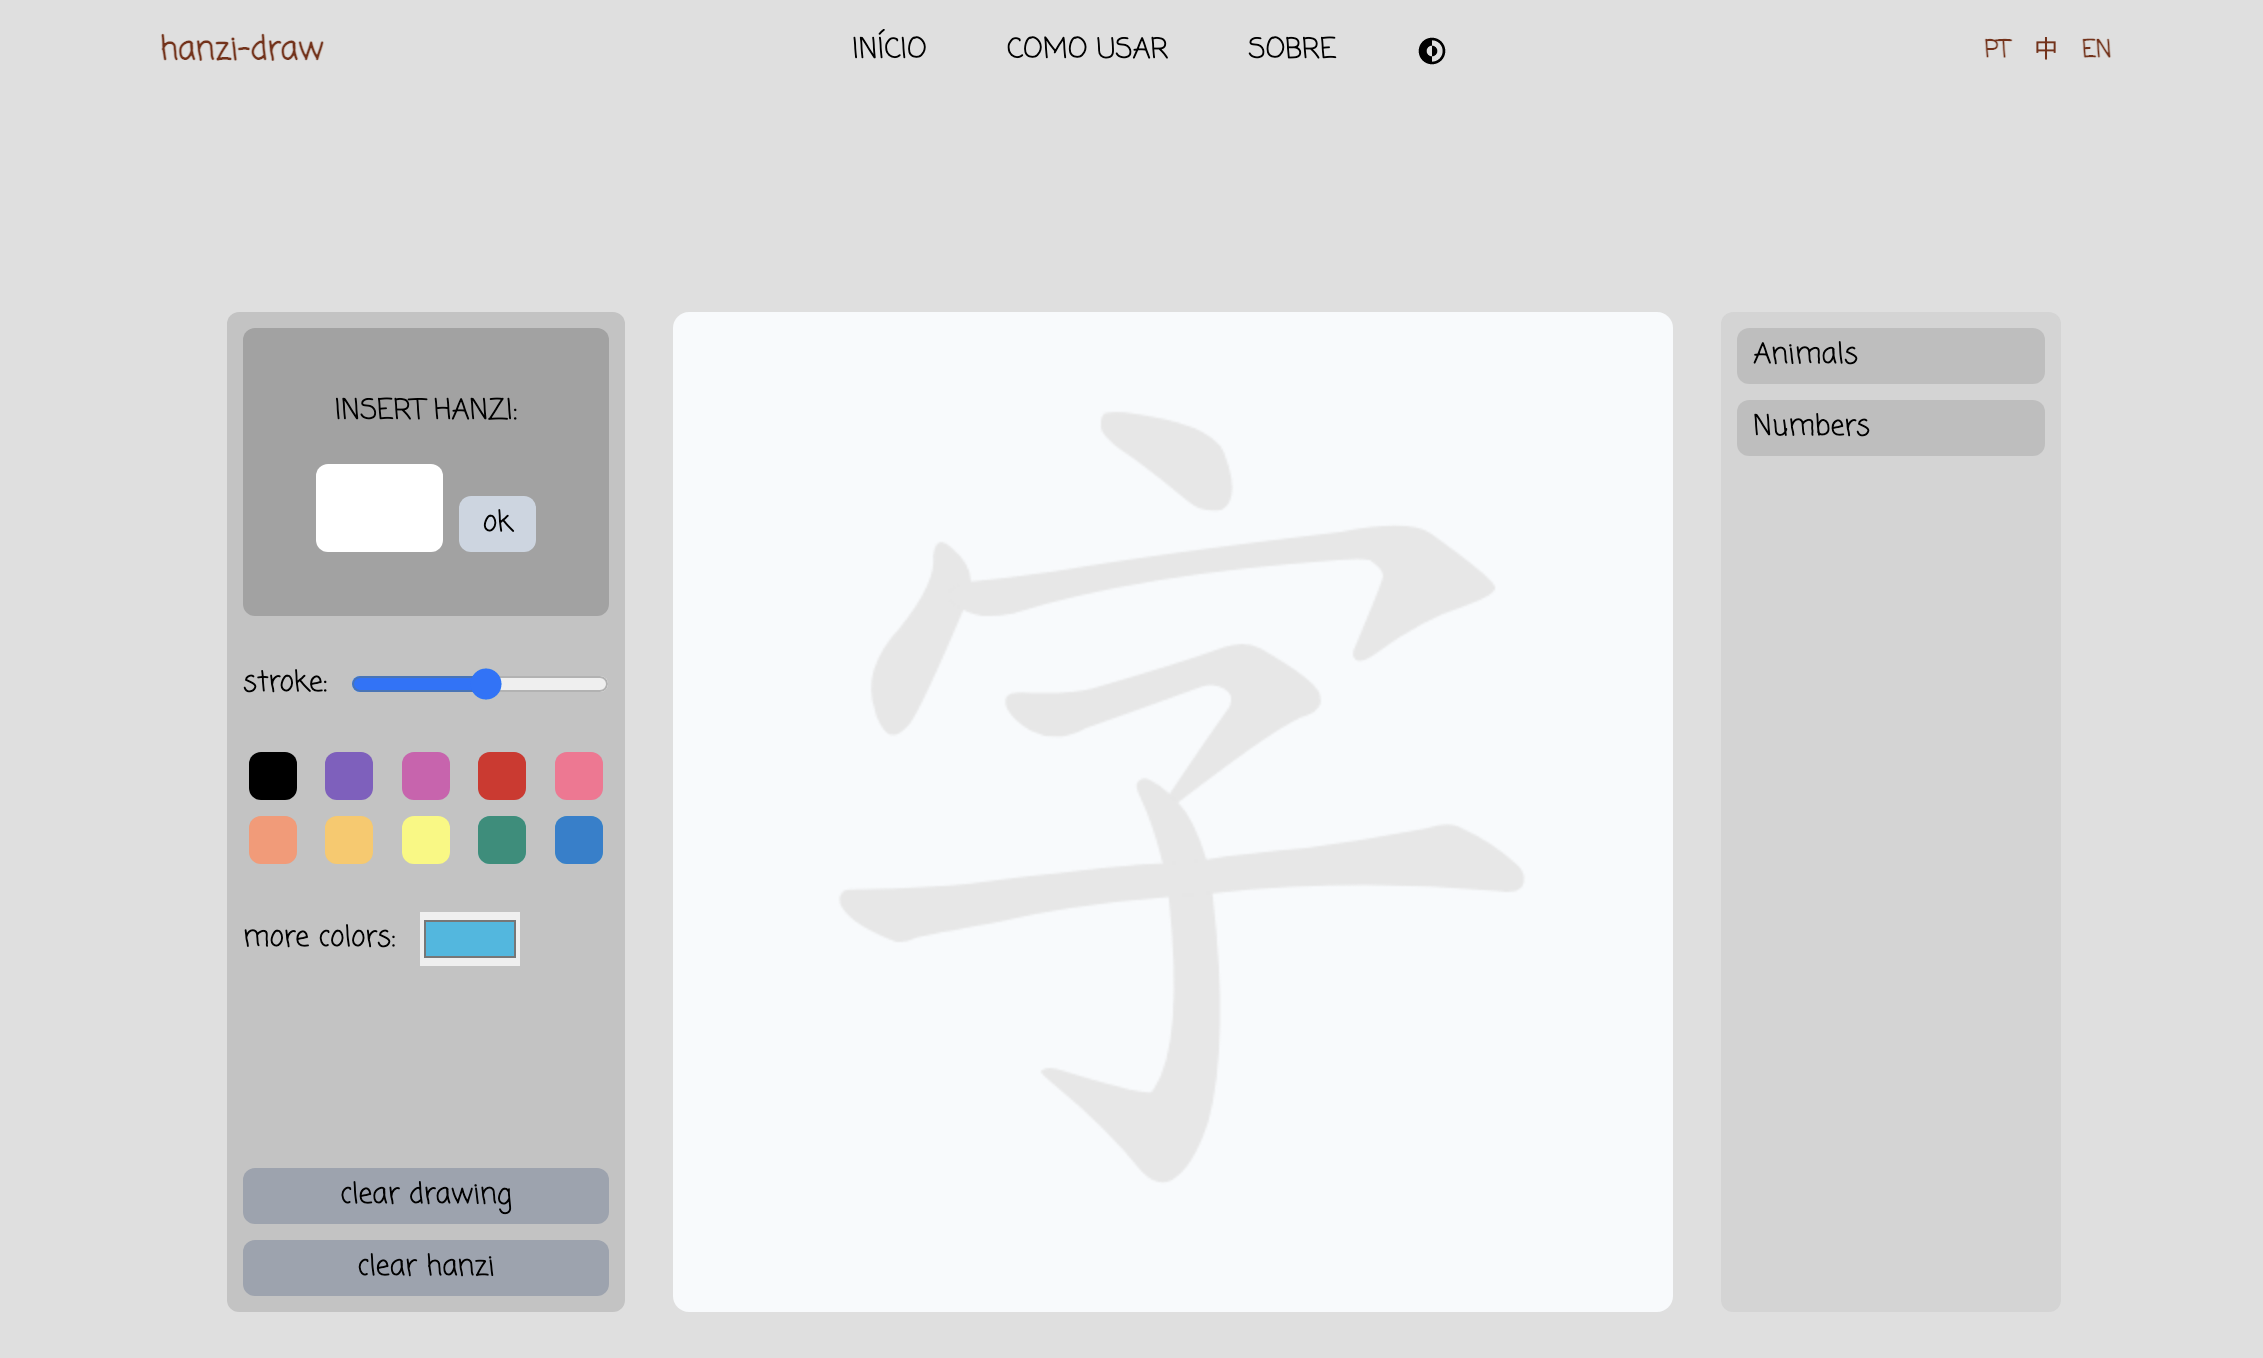 hanzi-draw
INÍCIO
COMO USAR
SOBRE
PT
中
EN
INSERT HANZI:
ok
stroke:
more colors:
clear drawing
clear hanzi
字
Animals
Numbers